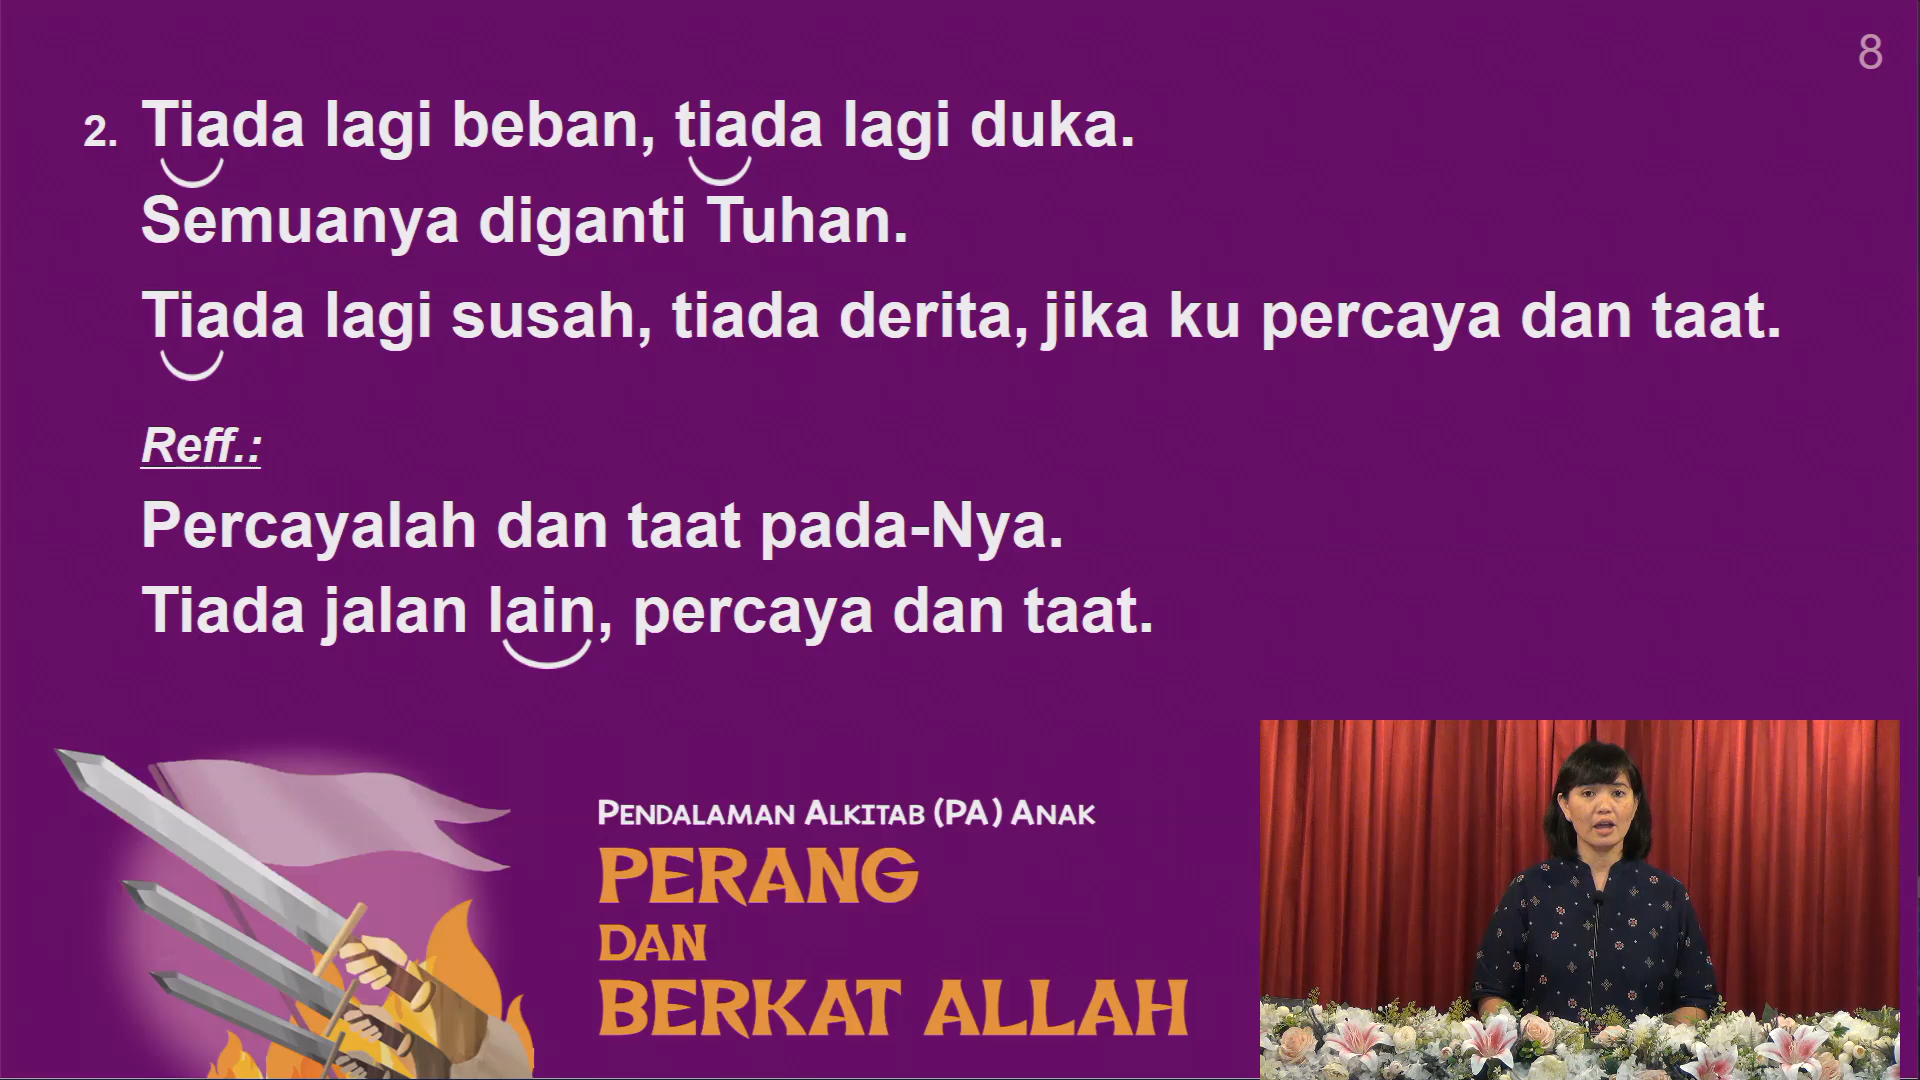 8
2. Tiada lagi beban, tiada lagi duka.
Semuanya diganti Tuhan.
Tiada lagi susah, tiada derita, jika ku percaya dan taat.
Reff.:
Percayalah dan taat pada-Nya.
Tiada jalan lain, percaya dan taat.
PENDALAMAN ALKITAB (PA) ANAK
PERANG
DAN
BERKAT ALLAH